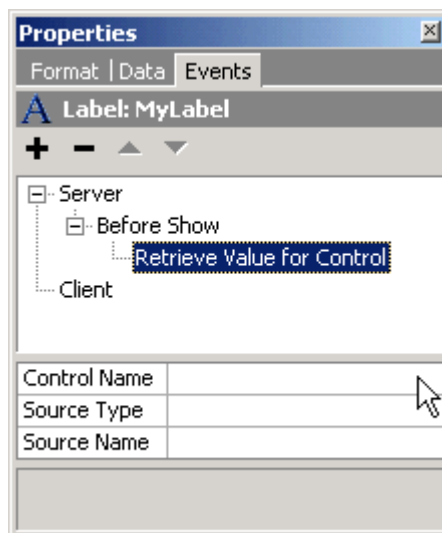 Properties
Format | Data | Events
A Label: MyLabel
Server
Before Show
Retrieve Value for Control
Client
Control Name
Source Type
Source Name